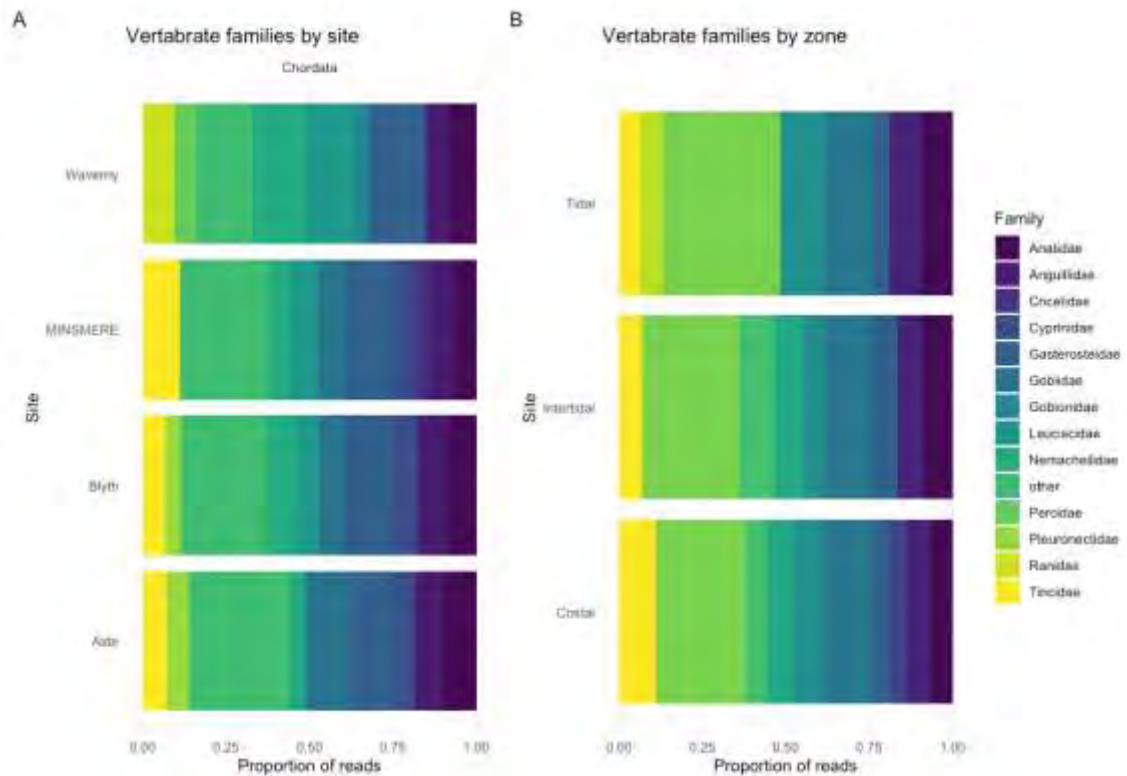 A
Vertabrate families by site
Chordata
Waverny
MINSMERE
Blyth
Alde
Site
0.00 0.25 0.50 0.75 1.00
Proportion of reads
B
Vertabrate families by zone
Tidal
Intertidal
Costal
Site
0.00 0.25 0.50 0.75 1.00
Proportion of reads
Family
Anatidae
Anguillidae
Cricetidae
Cyprinidae
Gasterosteidae
Gobiidae
Gobionidae
Leuciscidae
Nemacheilidae
other
Percidae
Pleuronectidae
Ranidae
Tincidae